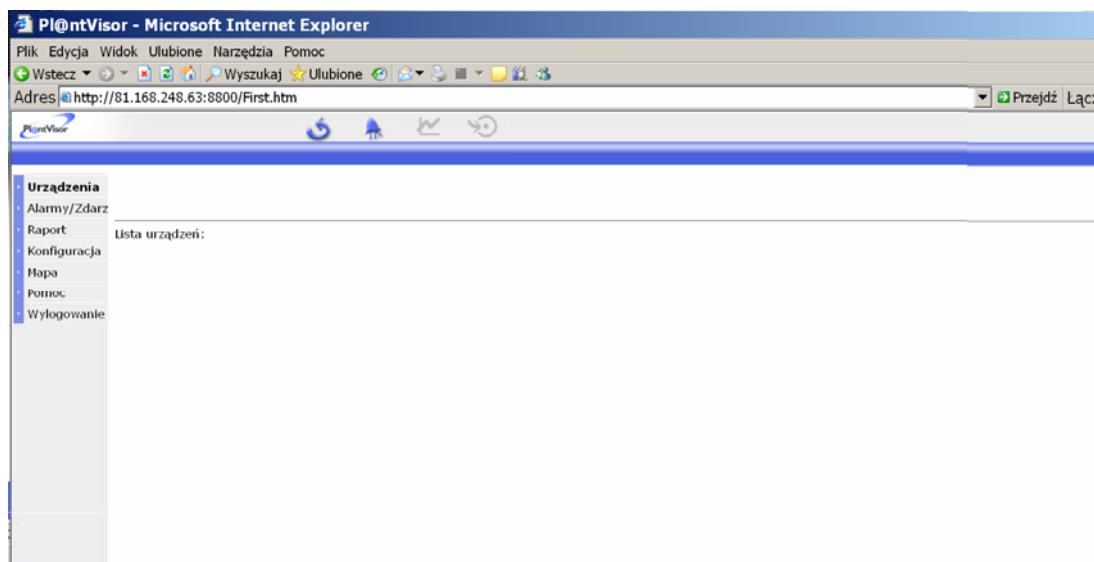 Pl@ntVisor - Microsoft Internet Explorer
Plik Edycja Widok Ulubione Narzędzia Pomoc
Wstecz Wyszukaj Ulubione
Adres http://81.168.248.63:8800/First.htm Przejdź Łącz
PlantVisor
Urządzenia
Alarmy/Zdarz
Raport
Lista urządzeń:
Konfiguracja
Mapa
Pomoc
Wylogowanie